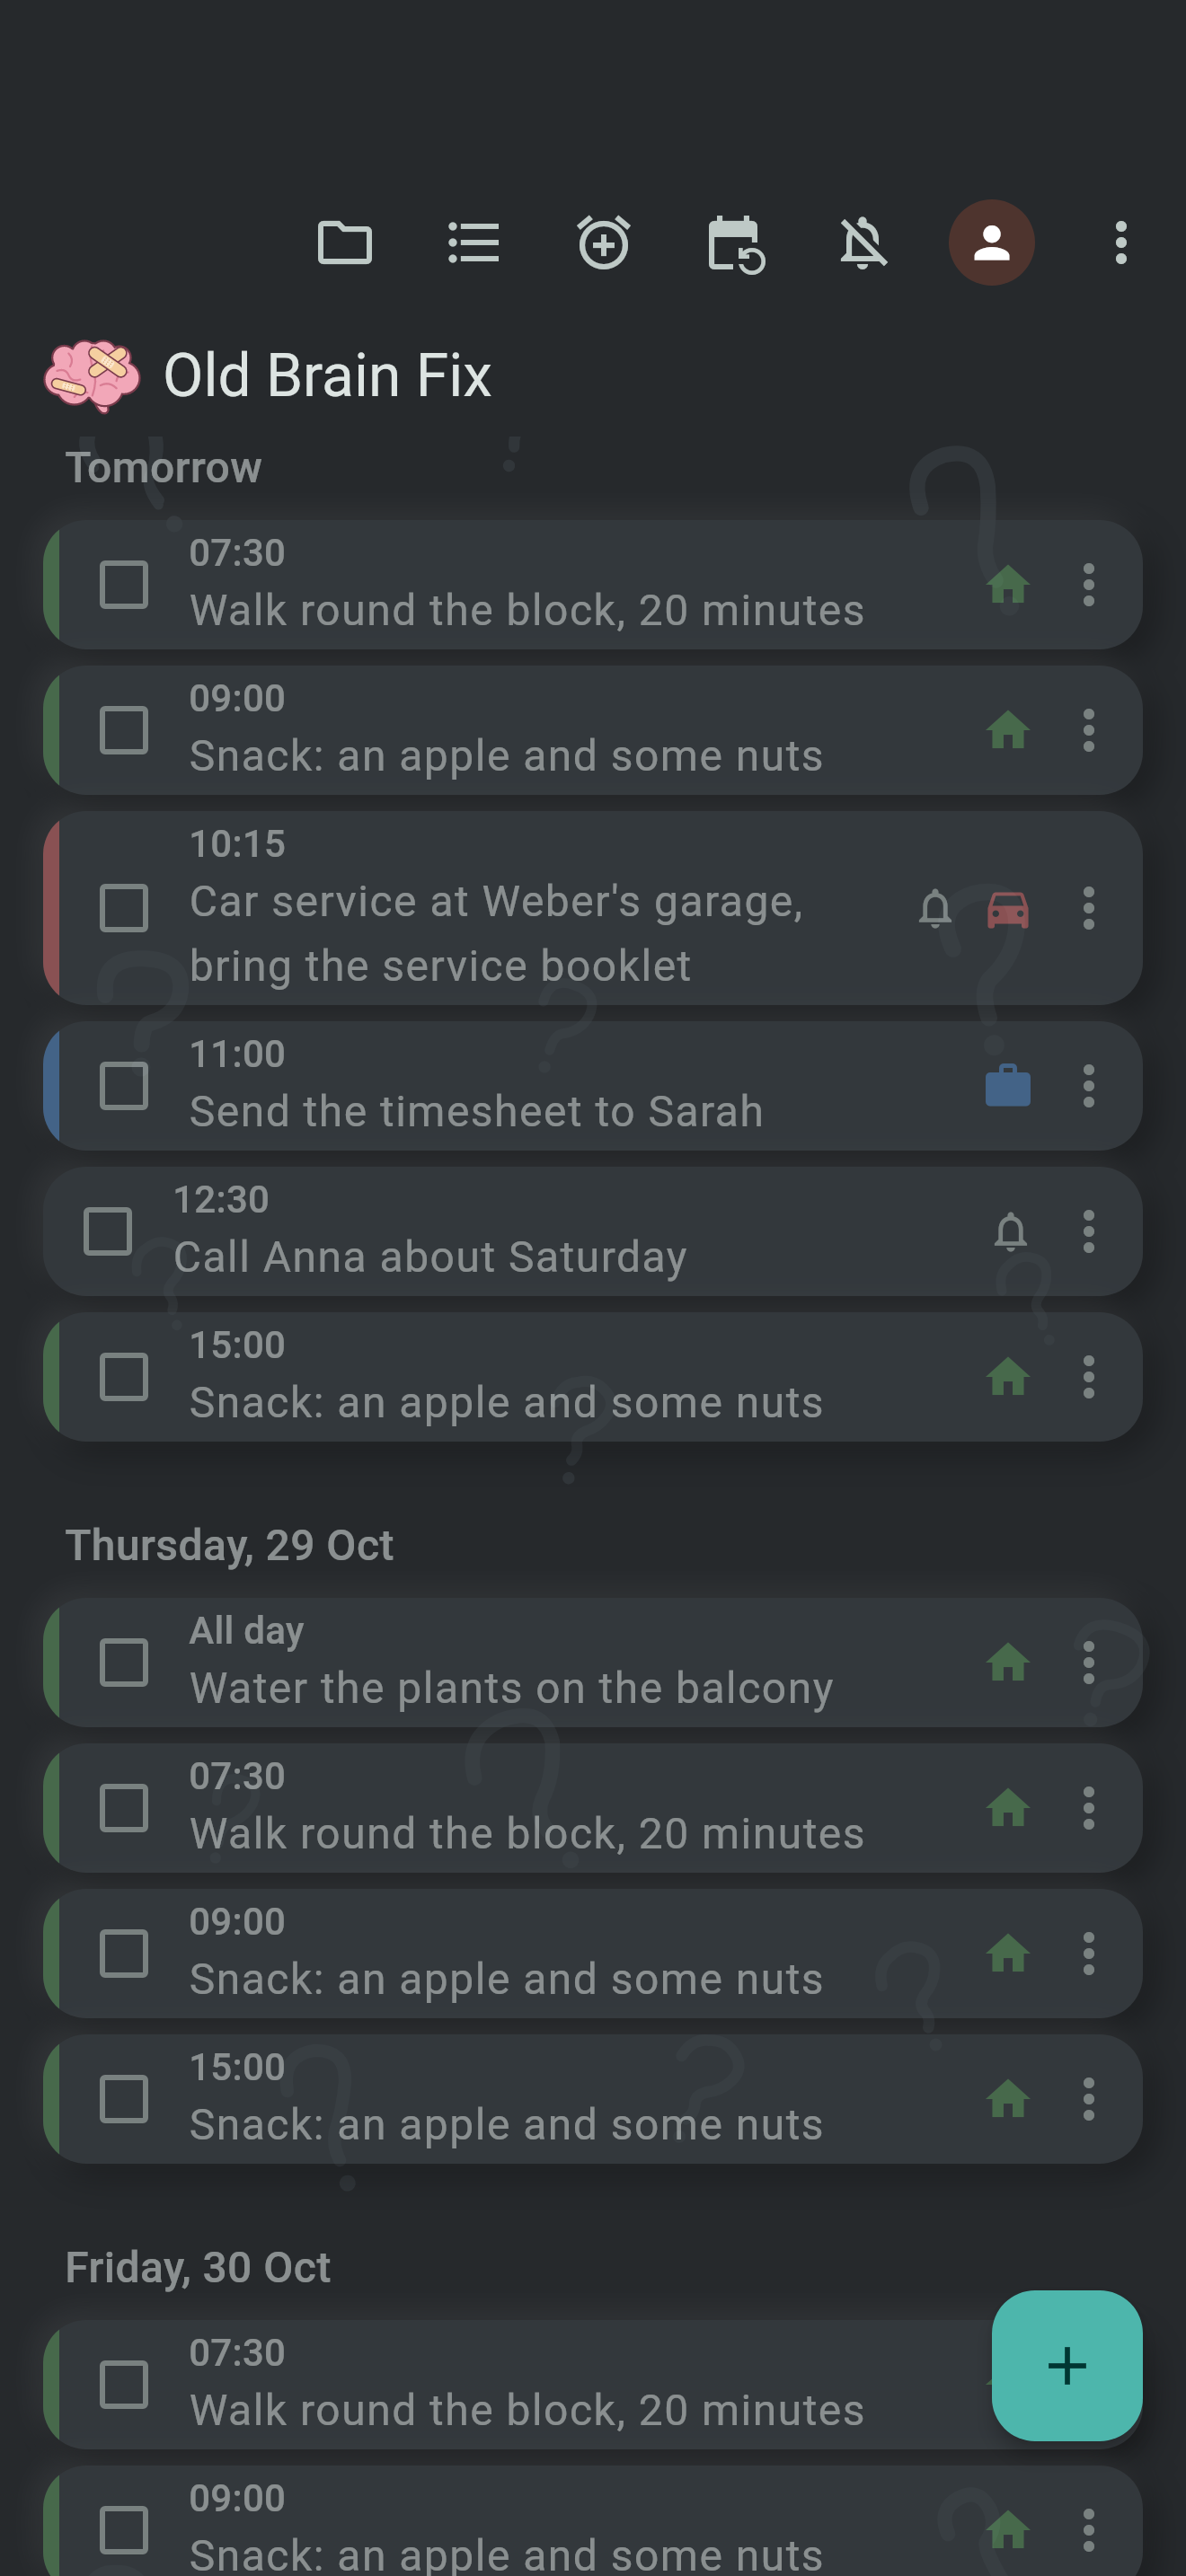 Old Brain Fix
Tomorrow
07:30
Walk round the block, 20 minutes
09:00
Snack: an apple and some nuts
10:15
Car service at Weber's garage,
bring the service booklet
11:00
Send the timesheet to Sarah
12:30
Call Anna about Saturday
15:00
Snack: an apple and some nuts
Thursday, 29 Oct
All day
Water the plants on the balcony
07:30
Walk round the block, 20 minutes
09:00
Snack: an apple and some nuts
15:00
Snack: an apple and some nuts
Friday, 30 Oct
07:30
Walk round the block, 20 minutes
09:00
Snack: an apple and some nuts